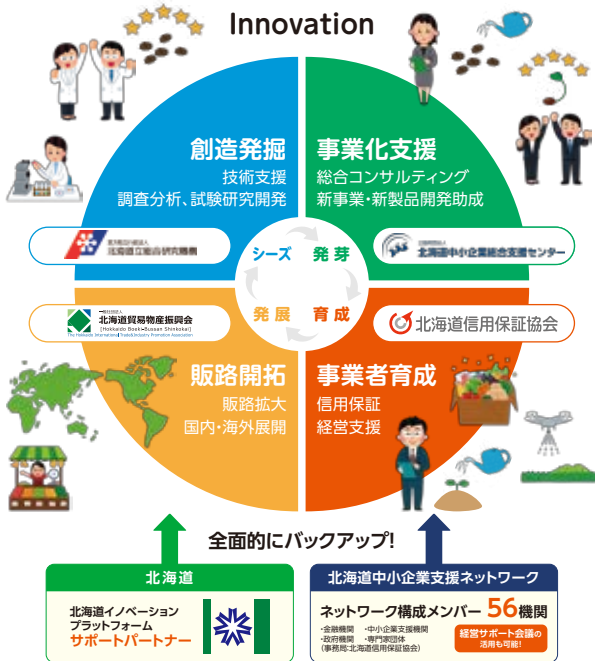 Innovation
創造発掘
技術支援
調査分析、試験研究開発
事業化支援
総合コンサルティング
新事業・新製品開発助成
地方独立行政法人
北海道立総合研究機構
シーズ
発芽
公益財団法人
北海道中小企業総合支援センター
一般社団法人
北海道貿易物産振興会
[Hokkaido Boeki-Bussan Shinkokai]
The Hokkaido International Trade&Industry Promotion Association
発展
育成
北海道信用保証協会
販路開拓
販路拡大
国内・海外展開
事業者育成
信用保証
経営支援
全面的にバックアップ!
北海道
北海道イノベーション
プラットフォーム
サポートパートナー
北海道中小企業支援ネットワーク
ネットワーク構成メンバー 56機関
・金融機関 ・中小企業支援機関
・政府機関 ・専門家団体
(事務局:北海道信用保証協会)
経営サポート会議の
活用も可能!